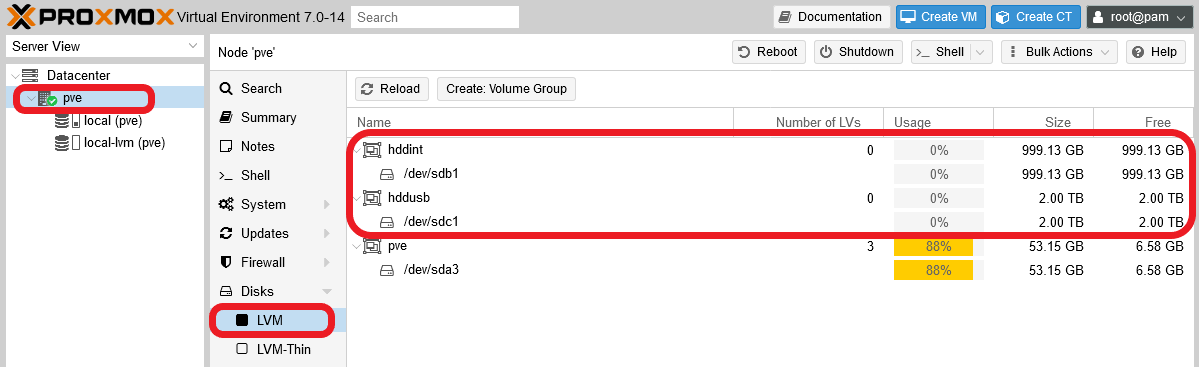 PROXMOX Virtual Environment 7.0-14 Search Documentation Create VM Create CT root@pam
Server View
Node 'pve' Reboot Shutdown >_ Shell Bulk Actions Help
Datacenter
pve
local (pve)
local-lvm (pve)
Search
Summary
Notes
>_ Shell
System
Updates
Firewall
Disks
LVM
LVM-Thin
Reload Create: Volume Group
Name Number of LVs Usage Size Free
hddint 0 0% 999.13 GB 999.13 GB
/dev/sdb1 0% 999.13 GB 999.13 GB
hddusb 0 0% 2.00 TB 2.00 TB
/dev/sdc1 0% 2.00 TB 2.00 TB
pve 3 88% 53.15 GB 6.58 GB
/dev/sda3 88% 53.15 GB 6.58 GB